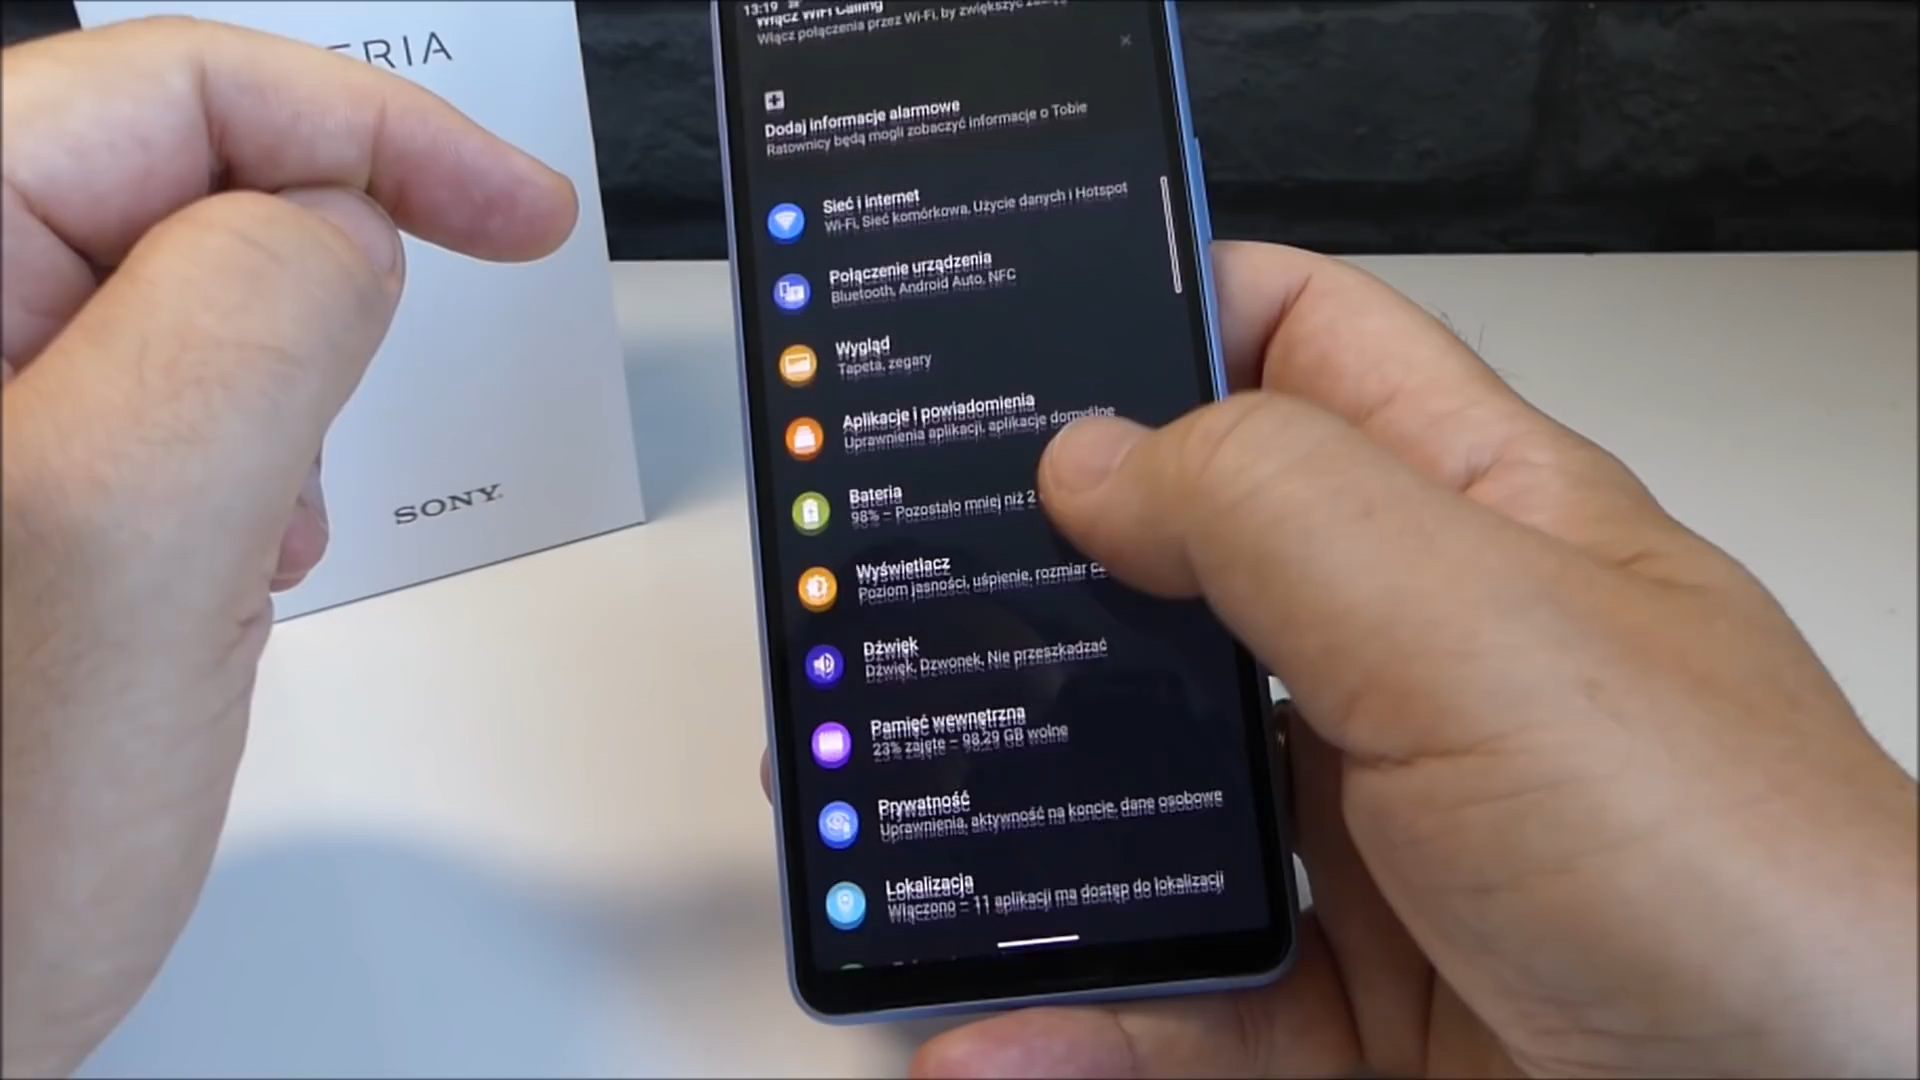 13:19
Włącz WiFi Calling
Włącz połączenia przez Wi-Fi, by zwiększyć
ERIA
Dodaj informacje alarmowe
Ratownicy będą mogli zobaczyć informacje o Tobie
Sieć i internet
Wi-Fi, Sieć komórkowa, Użycie danych i Hotspot
Połączenie urządzenia
Bluetooth, Android Auto, NFC
Wygląd
Tapeta, zegary
Aplikacje i powiadomienia
Uprawnienia aplikacji, aplikacje domyślne
Bateria
98% – Pozostało mniej niż 2
SONY
Wyświetlacz
Poziom jasności, uśpienie, rozmiar cz
Dźwięk
Dźwięk, Dzwonek, Nie przeszkadzać
Pamięć wewnętrzna
23% zajęte – 98,29 GB wolne
Prywatność
Uprawnienia, aktywność na koncie, dane osobowe
Lokalizacja
Włączono – 11 aplikacji ma dostęp do lokalizacji